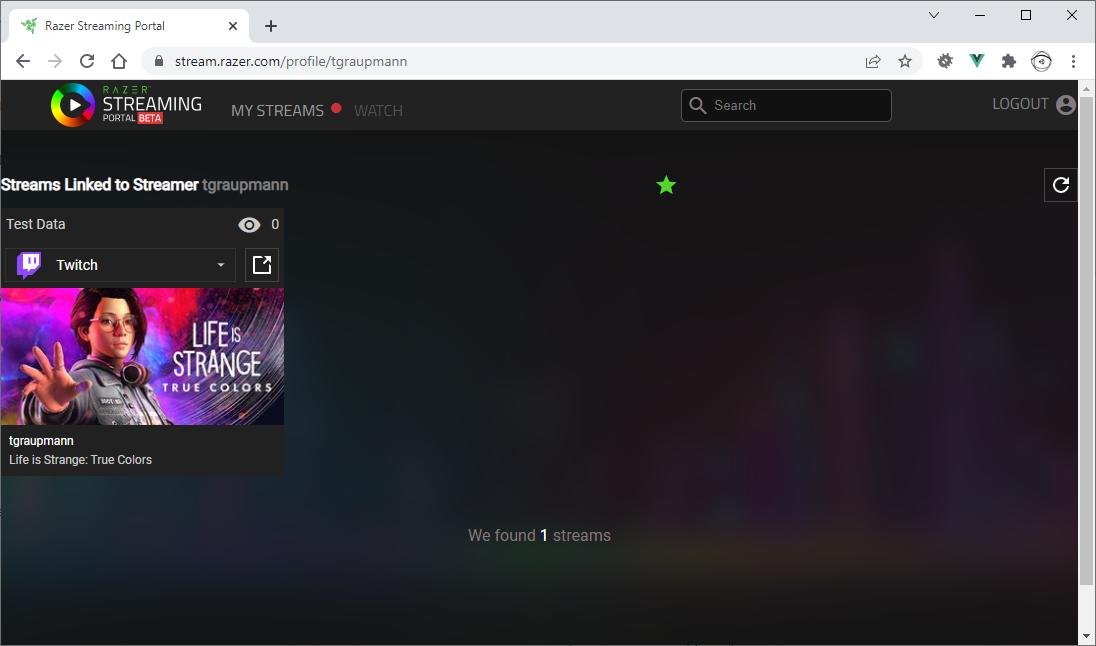 Razer Streaming Portal
stream.razer.com/profile/tgraupmann
RAZER
STREAMING
PORTAL BETA
MY STREAMS
WATCH
Search
LOGOUT
Streams Linked to Streamer tgraupmann
Test Data 0
Twitch
LIFE IS
STRANGE
TRUE COLORS
tgraupmann
Life is Strange: True Colors
We found 1 streams